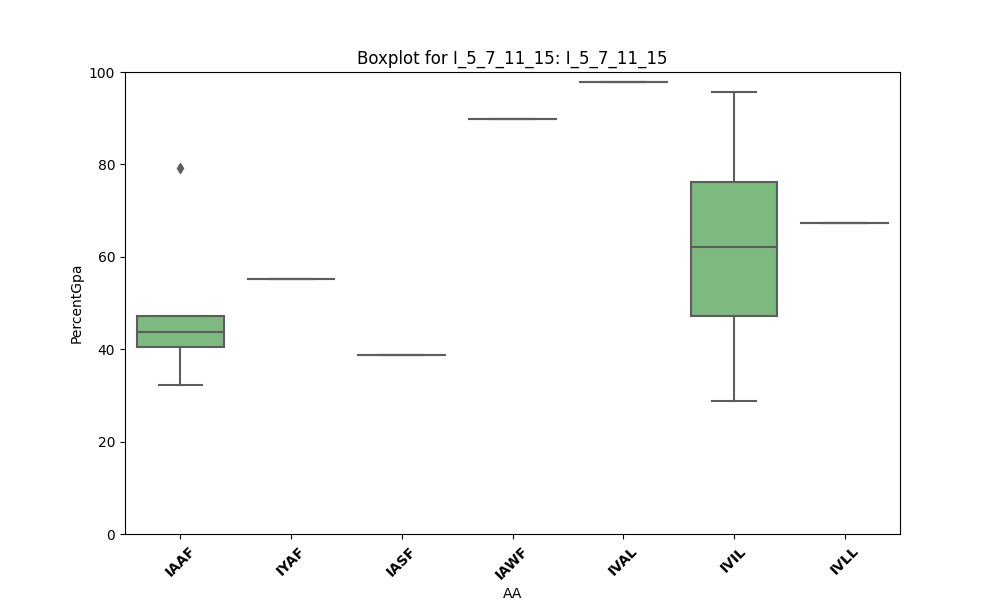 Boxplot for I_5_7_11_15: I_5_7_11_15
100
80
60
40
20
0
PercentGpa
IAAF
IYAF
IASF
IAWF
IVAL
IVIL
IVLL
AA